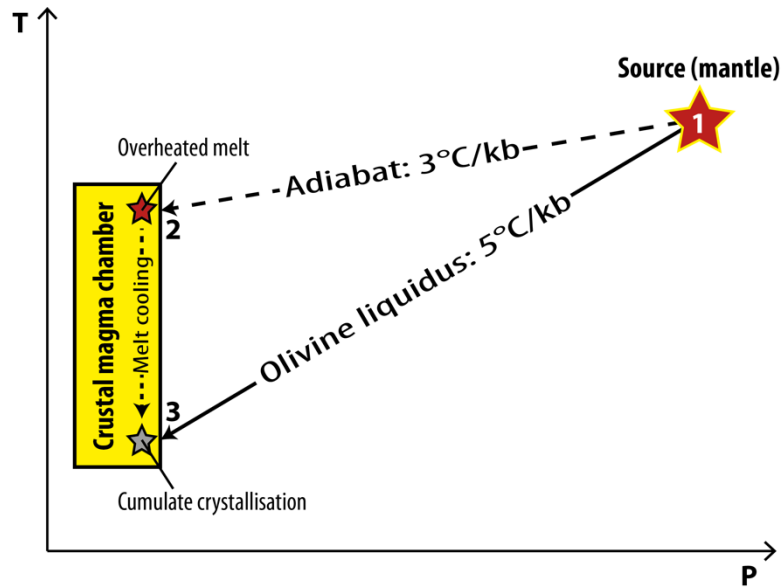 T
Source (mantle)
1
Overheated melt
Adiabat: 3°C/kb
2
Crustal magma chamber
Melt cooling
Olivine liquidus: 5°C/kb
3
Cumulate crystallisation
P